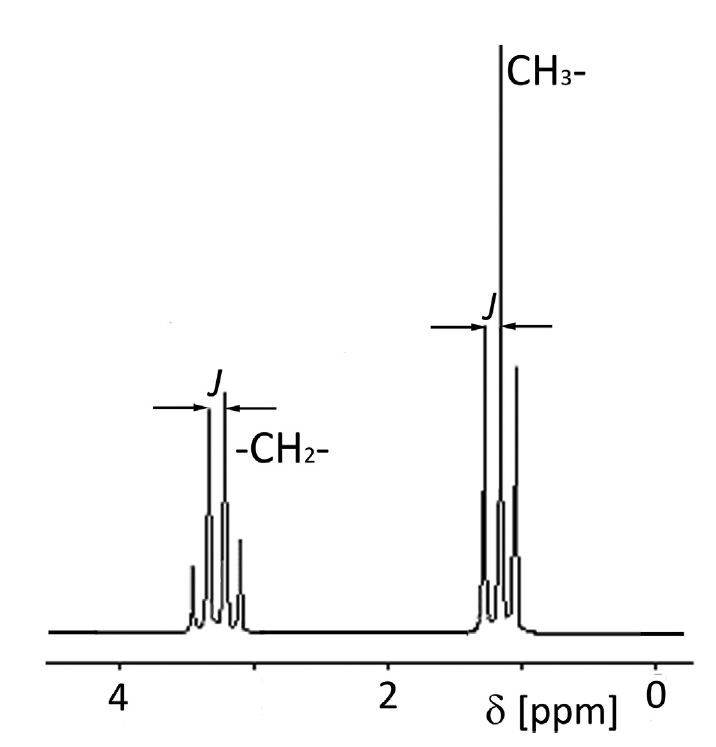 CH₃-
J
J
-CH₂-
4 2 0
δ [ppm]